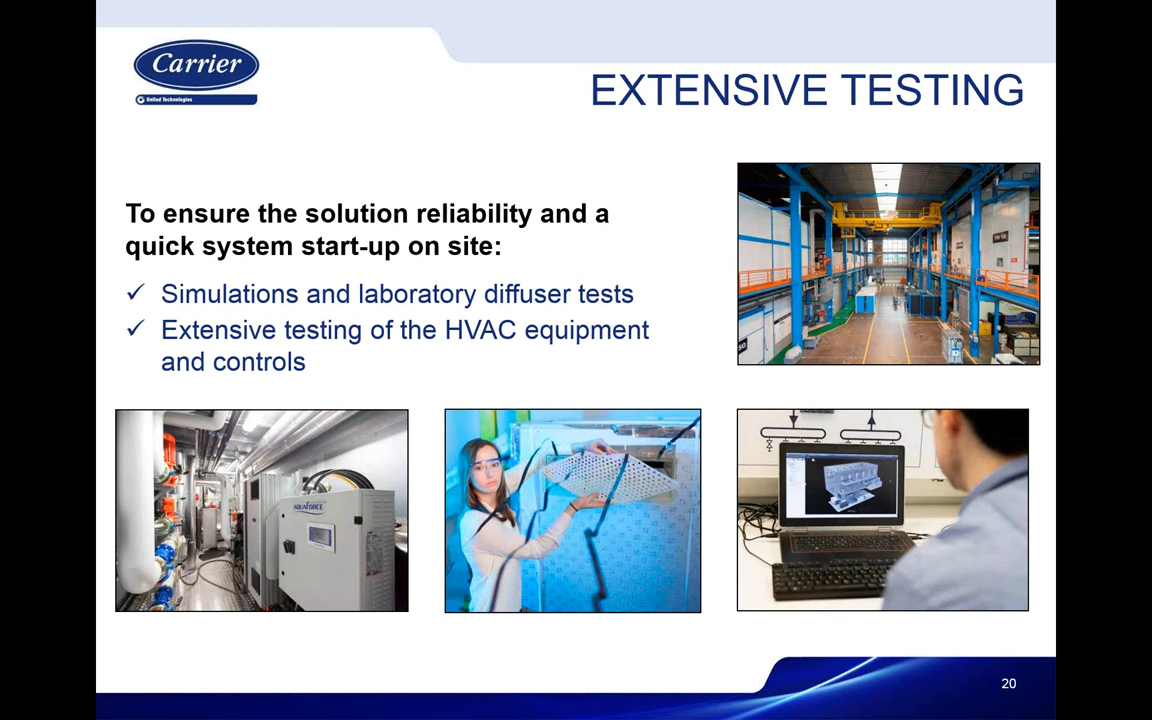 Carrier
United Technologies
EXTENSIVE TESTING
To ensure the solution reliability and a
quick system start-up on site:
✓ Simulations and laboratory diffuser tests
✓ Extensive testing of the HVAC equipment
and controls
AQUAFORCE
20